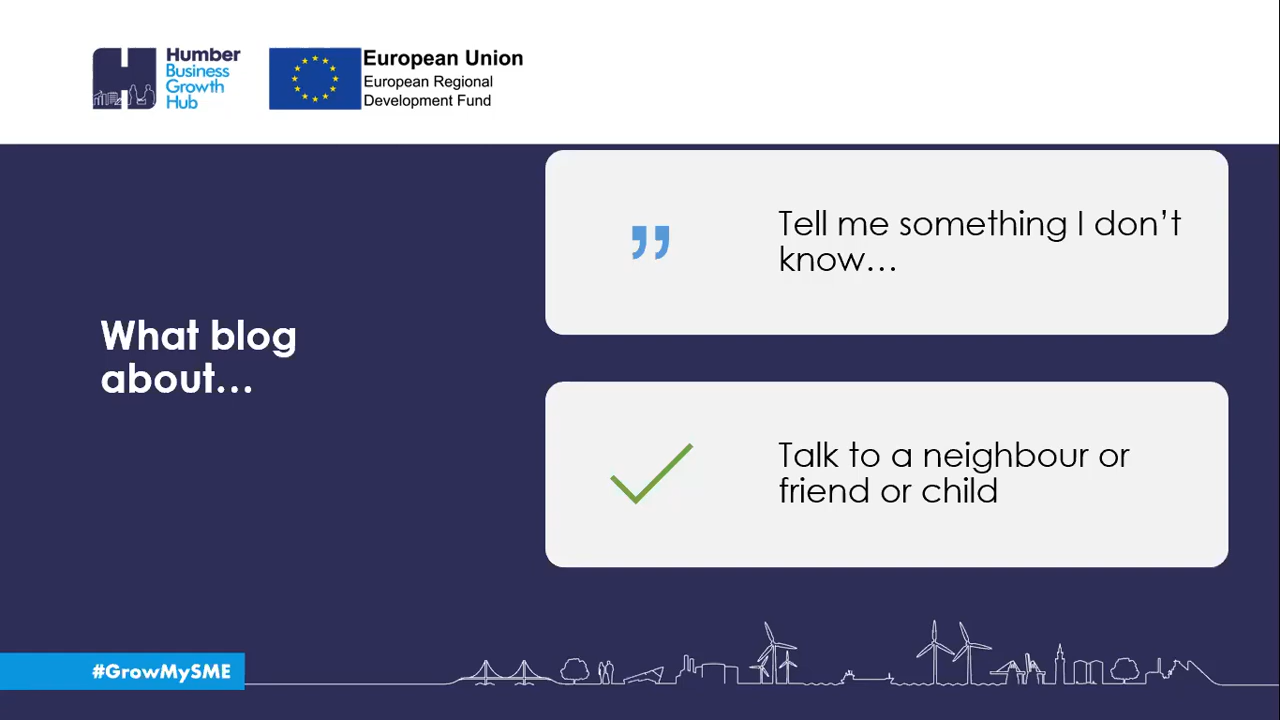 Humber
Business
Growth
Hub
European Union
European Regional
Development Fund
What blog
about…
”
Tell me something I don’t
know…
Talk to a neighbour or
friend or child
#GrowMySME